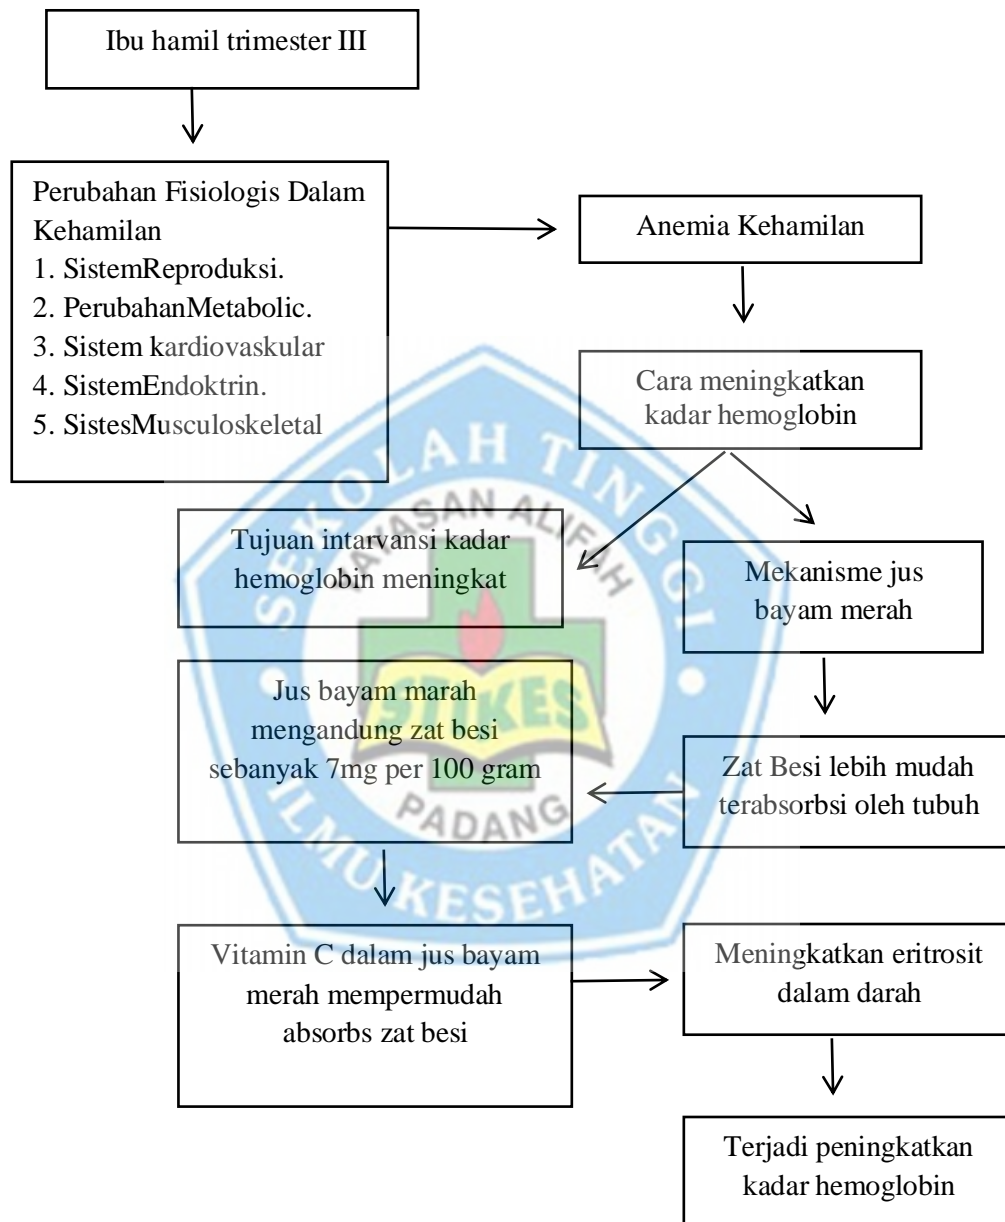 Ibu hamil trimester III
Perubahan Fisiologis Dalam
Kehamilan
1. SistemReproduksi.
2. PerubahanMetabolic.
3. Sistem kardiovaskular
4. SistemEndoktrin.
5. SistesMusculoskeletal
Anemia Kehamilan
Cara meningkatkan
kadar hemoglobin
Tujuan intarvansi kadar
hemoglobin meningkat
Mekanisme jus
bayam merah
Jus bayam marah
mengandung zat besi
sebanyak 7mg per 100 gram
Zat Besi lebih mudah
terabsorbsi oleh tubuh
Vitamin C dalam jus bayam
merah mempermudah
absorbs zat besi
Meningkatkan eritrosit
dalam darah
Terjadi peningkatkan
kadar hemoglobin
SEKOLAH TINGGI
YAYASAN ALIFAH
STIKES
PADANG
ILMU KESEHATAN